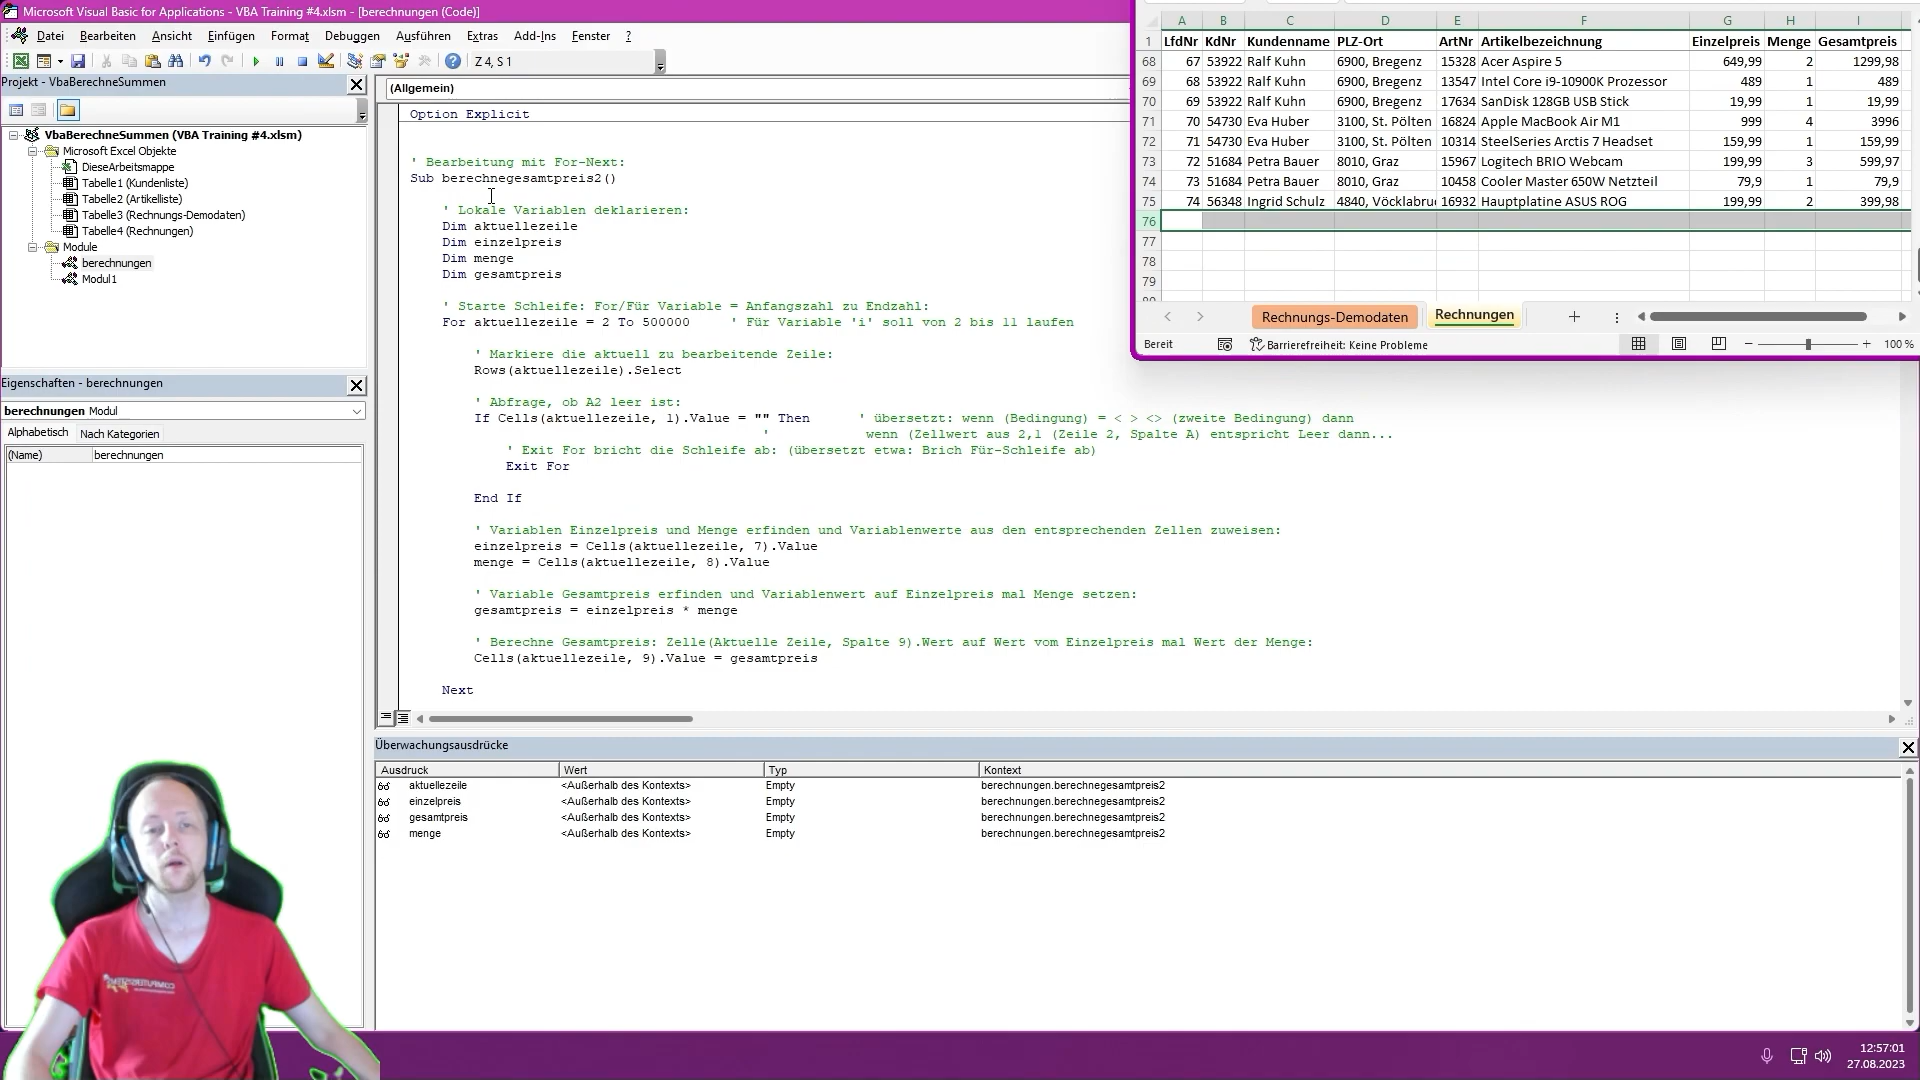 Microsoft Visual Basic for Applications - VBA Training #4.xlsm - [berechnungen (Code)]
Datei Bearbeiten Ansicht Einfügen Format Debuggen Ausführen Extras Add-Ins Fenster ?
Z 4, S 1
Projekt - VbaBerechneSummen
VbaBerechneSummen (VBA Training #4.xlsm)
Microsoft Excel Objekte
DieseArbeitsmappe
Tabelle1 (Kundenliste)
Tabelle2 (Artikelliste)
Tabelle3 (Rechnungs-Demodaten)
Tabelle4 (Rechnungen)
Module
berechnungen
Modul1
Eigenschaften - berechnungen
berechnungen Modul
Alphabetisch Nach Kategorien
(Name) berechnungen
(Allgemein)
Option Explicit
' Bearbeitung mit For-Next:
Sub berechnegesamtpreis2()
' Lokale Variablen deklarieren:
Dim aktuellezeile
Dim einzelpreis
Dim menge
Dim gesamtpreis
' Starte Schleife: For/Für Variable = Anfangszahl zu Endzahl:
For aktuellezeile = 2 To 500000 ' Für Variable 'i' soll von 2 bis 11 laufen
' Markiere die aktuell zu bearbeitende Zeile:
Rows(aktuellezeile).Select
' Abfrage, ob A2 leer ist:
If Cells(aktuellezeile, 1).Value = "" Then ' übersetzt: wenn (Bedingung) = < > <> (zweite Bedingung) dann
' wenn (Zellwert aus 2,1 (Zeile 2, Spalte A) entspricht Leer dann...
' Exit For bricht die Schleife ab: (übersetzt etwa: Brich Für-Schleife ab)
Exit For
End If
' Variablen Einzelpreis und Menge erfinden und Variablenwerte aus den entsprechenden Zellen zuweisen:
einzelpreis = Cells(aktuellezeile, 7).Value
menge = Cells(aktuellezeile, 8).Value
' Variable Gesamtpreis erfinden und Variablenwert auf Einzelpreis mal Menge setzen:
gesamtpreis = einzelpreis * menge
' Berechne Gesamtpreis: Zelle(Aktuelle Zeile, Spalte 9).Wert auf Wert vom Einzelpreis mal Wert der Menge:
Cells(aktuellezeile, 9).Value = gesamtpreis
Next
A B C D E F G H I
1 LfdNr KdNr Kundenname PLZ-Ort ArtNr Artikelbezeichnung Einzelpreis Menge Gesamtpreis
68 67 53922 Ralf Kuhn 6900, Bregenz 15328 Acer Aspire 5 649,99 2 1299,98
69 68 53922 Ralf Kuhn 6900, Bregenz 13547 Intel Core i9-10900K Prozessor 489 1 489
70 69 53922 Ralf Kuhn 6900, Bregenz 17634 SanDisk 128GB USB Stick 19,99 1 19,99
71 70 54730 Eva Huber 3100, St. Pölten 16824 Apple MacBook Air M1 999 4 3996
72 71 54730 Eva Huber 3100, St. Pölten 10314 SteelSeries Arctis 7 Headset 159,99 1 159,99
73 72 51684 Petra Bauer 8010, Graz 15967 Logitech BRIO Webcam 199,99 3 599,97
74 73 51684 Petra Bauer 8010, Graz 10458 Cooler Master 650W Netzteil 79,9 1 79,9
75 74 56348 Ingrid Schulz 4840, Vöcklabruc 16932 Hauptplatine ASUS ROG 199,99 2 399,98
76
77
78
79
Rechnungs-Demodaten Rechnungen
Bereit Barrierefreiheit: Keine Probleme 100 %
Überwachungsausdrücke
Ausdruck Wert Typ Kontext
aktuellezeile <Außerhalb des Kontexts> Empty berechnungen.berechnegesamtpreis2
einzelpreis <Außerhalb des Kontexts> Empty berechnungen.berechnegesamtpreis2
gesamtpreis <Außerhalb des Kontexts> Empty berechnungen.berechnegesamtpreis2
menge <Außerhalb des Kontexts> Empty berechnungen.berechnegesamtpreis2
12:57:01
27.08.2023